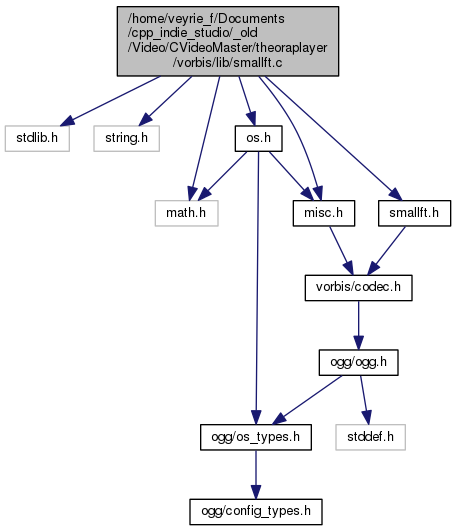 /home/veyrie_f/Documents
/cpp_indie_studio/_old
/Video/CVideoMaster/theoraplayer
/vorbis/lib/smallft.c
stdlib.h
string.h
os.h
math.h
misc.h
smallft.h
vorbis/codec.h
ogg/ogg.h
ogg/os_types.h
stddef.h
ogg/config_types.h